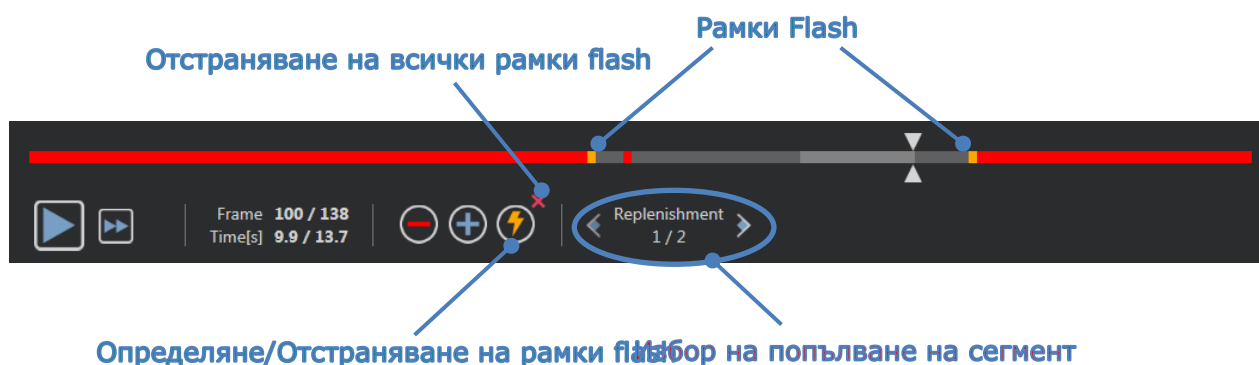 Рамки Flash
Отстраняване на всички рамки flash
Frame 100 / 138
Time[s] 9.9 / 13.7
Replenishment
1 / 2
Определяне/Отстраняване на рамки flash
Избор на попълване на сегмент